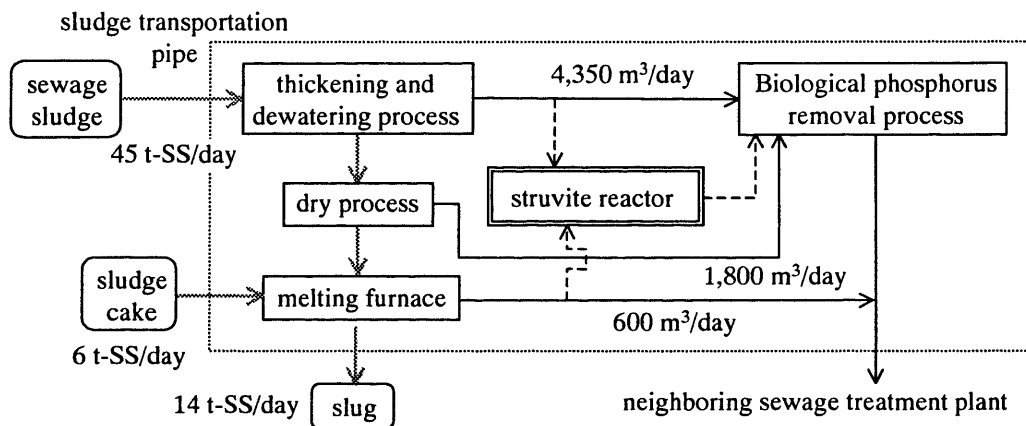 sludge transportation
pipe
sewage
sludge
45 t-SS/day
thickening and
dewatering process
4,350 m³/day
Biological phosphorus
removal process
dry process
struvite reactor
1,800 m³/day
sludge
cake
6 t-SS/day
melting furnace
600 m³/day
14 t-SS/day
slug
neighboring sewage treatment plant